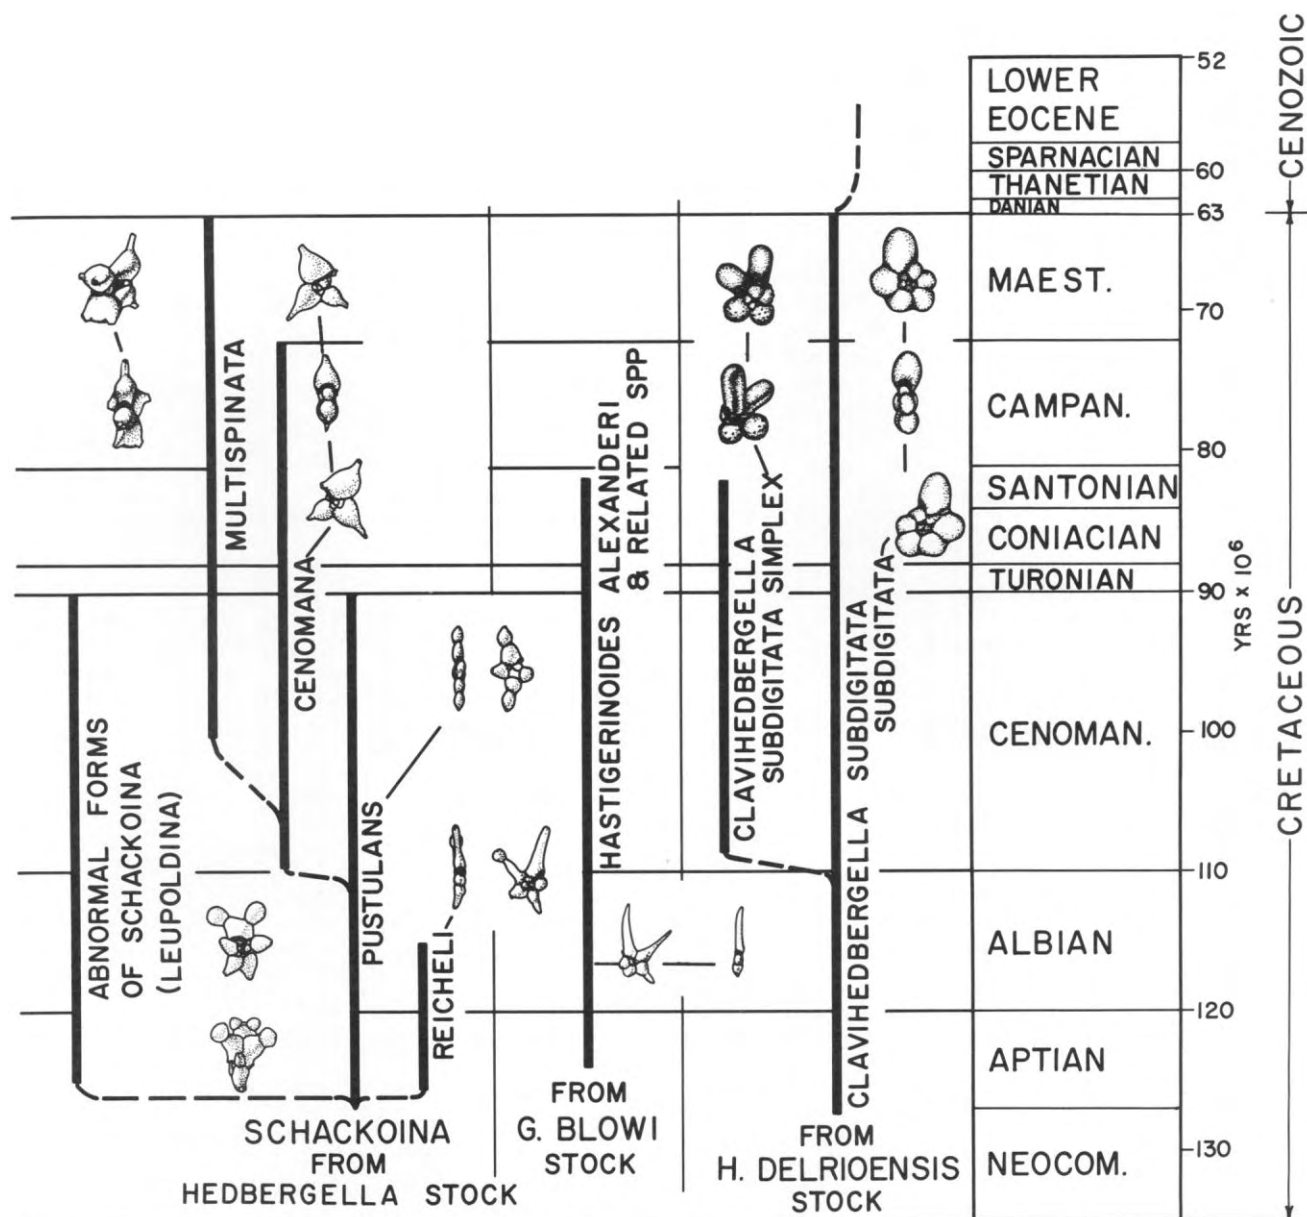 CENOZOIC
52
LOWER
EOCENE
SPARNACIAN
60
THANETIAN
DANIAN
63
MAEST.
70
CAMPAN.
80
SANTONIAN
CONIACIAN
TURONIAN
90
YRS x 10⁶
CENOMAN.
100
CRETACEOUS
110
ALBIAN
120
APTIAN
130
NEOCOM.
ABNORMAL FORMS
OF SCHACKOINA
(LEUPOLDINA)
MULTISPINATA
CENOMANA
PUSTULANS
REICHELI
HASTIGERINOIDES ALEXANDERI
& RELATED SPP
CLAVIHEDBERGELLA
SUBDIGITATA SIMPLEX
CLAVIHEDBERGELLA SUBDIGITATA
SUBDIGITATA
SCHACKOINA
FROM
HEDBERGELLA STOCK
FROM
G. BLOWI
STOCK
FROM
H. DELRIOENSIS
STOCK